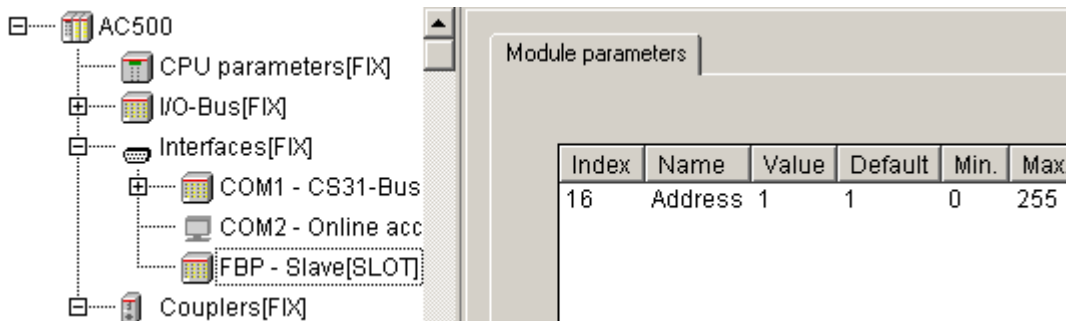 AC500
CPU parameters[FIX]
I/O-Bus[FIX]
Interfaces[FIX]
COM1 - CS31-Bus
COM2 - Online acc
FBP - Slave[SLOT]
Couplers[FIX]
Module parameters
Index Name Value Default Min. Max
16 Address 1 1 0 255